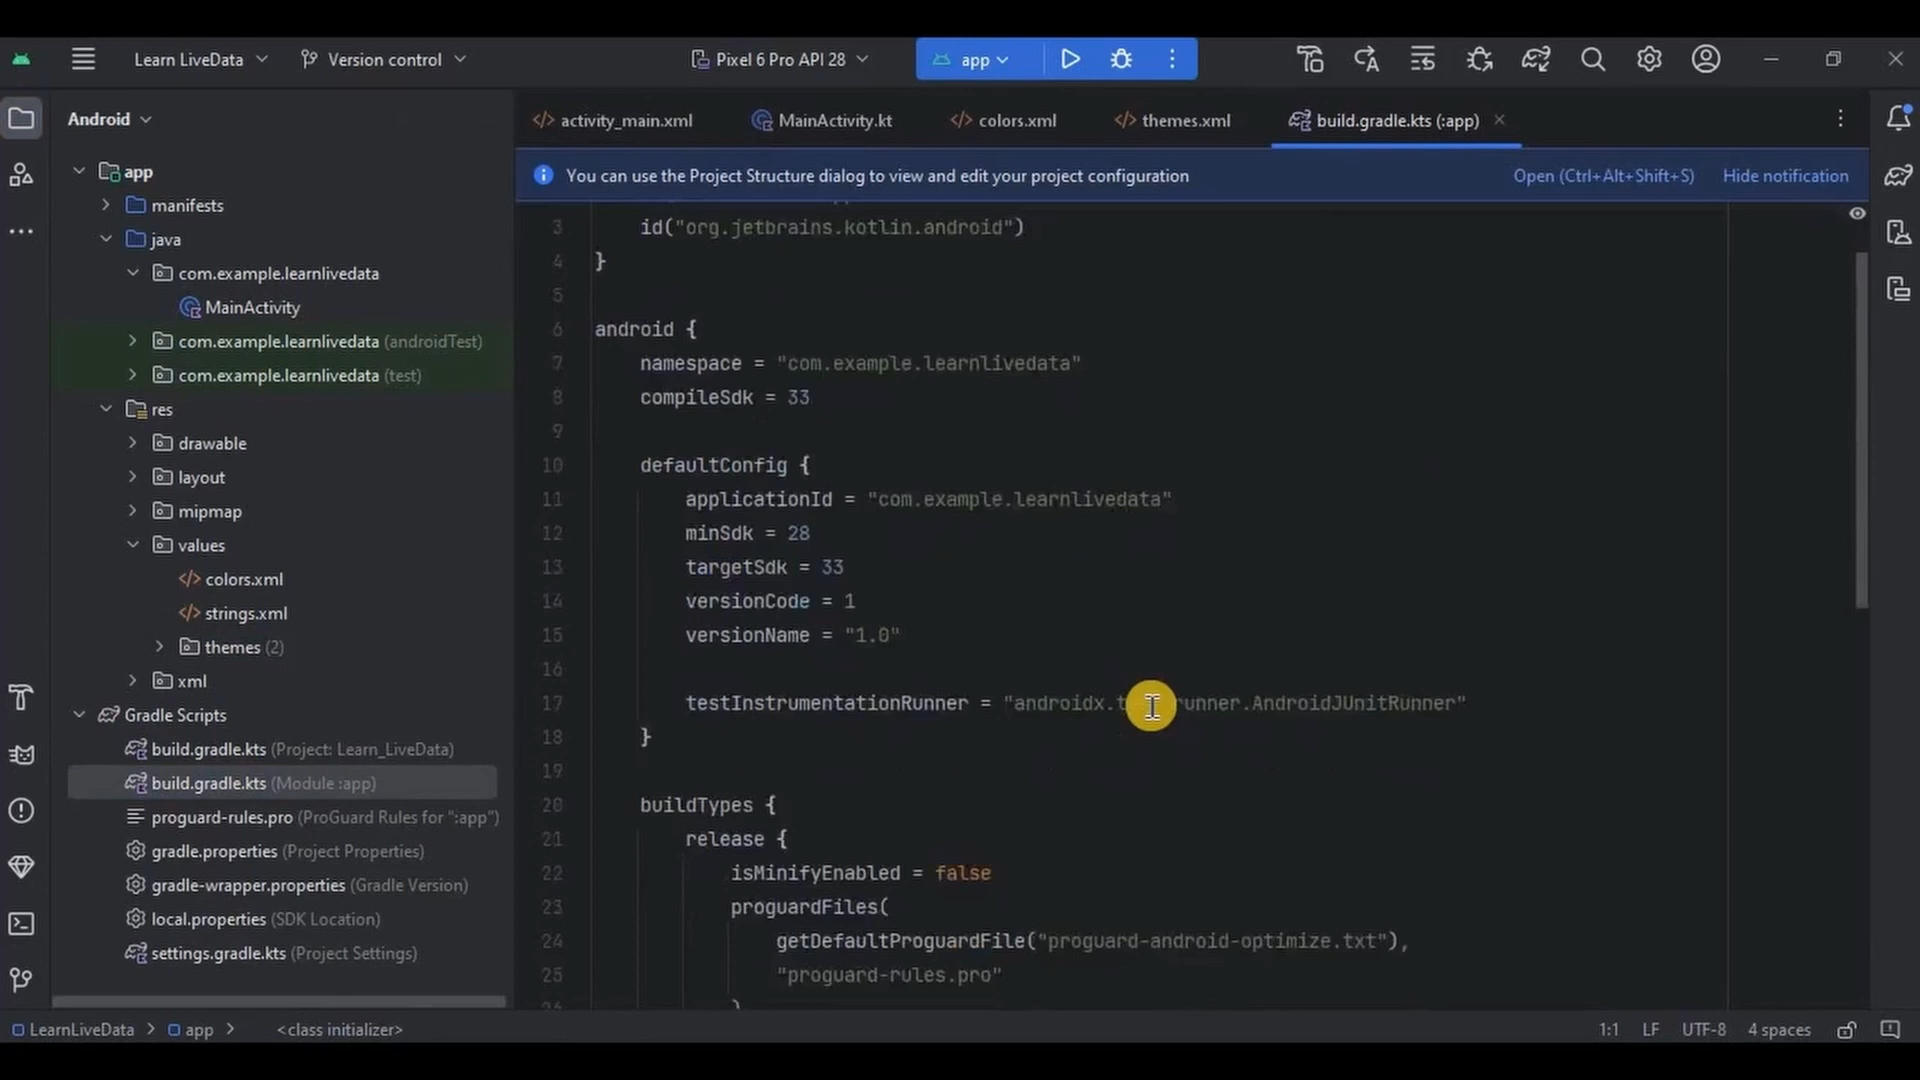 Learn LiveData
Version control
Pixel 6 Pro API 28
app
Android
activity_main.xml
MainActivity.kt
colors.xml
themes.xml
build.gradle.kts (:app)
You can use the Project Structure dialog to view and edit your project configuration
Open (Ctrl+Alt+Shift+S)
Hide notification
app
manifests
java
com.example.learnlivedata
MainActivity
com.example.learnlivedata (androidTest)
com.example.learnlivedata (test)
res
drawable
layout
mipmap
values
colors.xml
strings.xml
themes (2)
xml
Gradle Scripts
build.gradle.kts (Project: Learn_LiveData)
build.gradle.kts (Module :app)
proguard-rules.pro (ProGuard Rules for ":app")
gradle.properties (Project Properties)
gradle-wrapper.properties (Gradle Version)
local.properties (SDK Location)
settings.gradle.kts (Project Settings)
3 id("org.jetbrains.kotlin.android")
4 }
5
6 android {
7 namespace = "com.example.learnlivedata"
8 compileSdk = 33
9
10 defaultConfig {
11 applicationId = "com.example.learnlivedata"
12 minSdk = 28
13 targetSdk = 33
14 versionCode = 1
15 versionName = "1.0"
16
17 testInstrumentationRunner = "androidx.t runner.AndroidJUnitRunner"
18 }
19
20 buildTypes {
21 release {
22 isMinifyEnabled = false
23 proguardFiles(
24 getDefaultProguardFile("proguard-android-optimize.txt"),
25 "proguard-rules.pro"
LearnLiveData
app
<class initializer>
1:1
LF
UTF-8
4 spaces